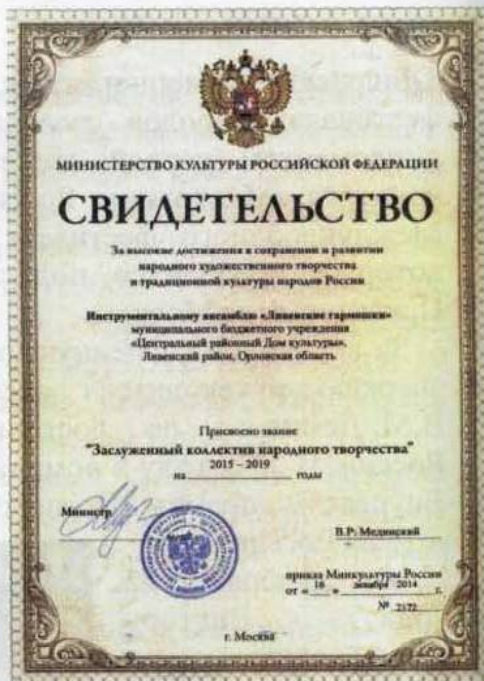 МИНИСТЕРСТВО КУЛЬТУРЫ РОССИЙСКОЙ ФЕДЕРАЦИИ
СВИДЕТЕЛЬСТВО
За высокие достижения в сохранении и развитии
народного художественного творчества
и традиционной культуры народов России
Инструментальному ансамблю «Ливенские гармошки»
муниципального бюджетного учреждения
«Центральный районный Дом культуры»,
Ливенский район, Орловская область
Присвоено звание
"Заслуженный коллектив народного творчества"
на 2015 – 2019 годы
Министр
В.Р. Мединский
приказ Минкультуры России
от « 16 » декабря 2014 г.
№ 2172
г. Москва